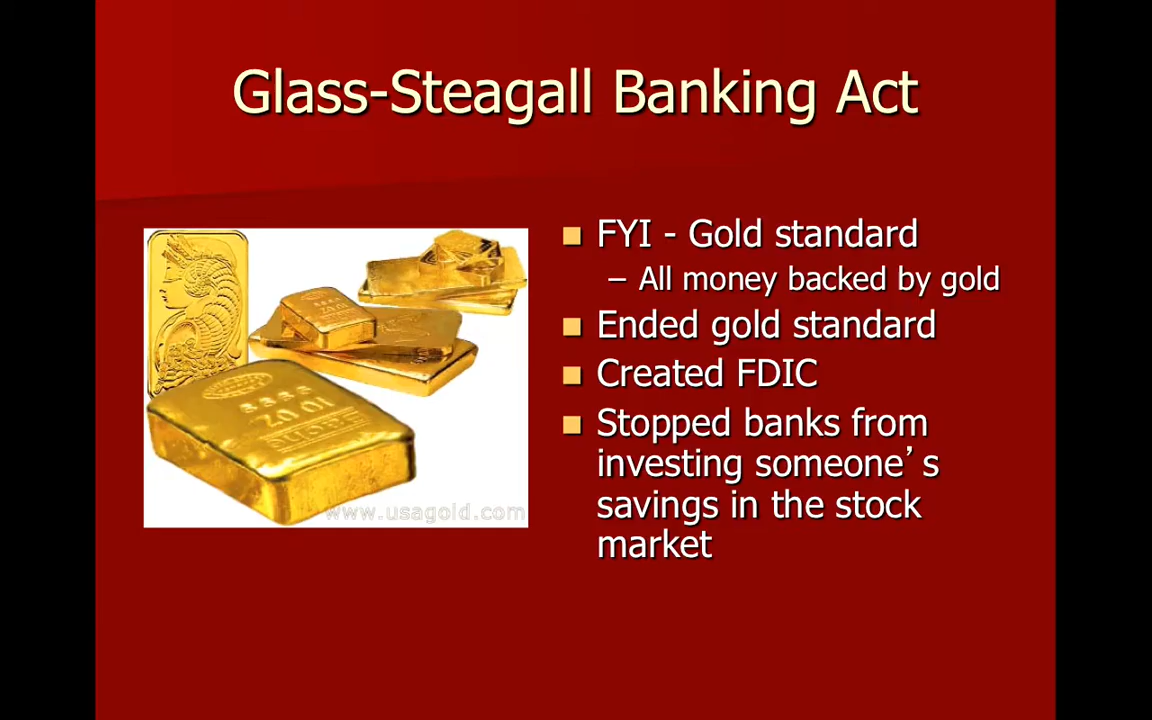 Glass-Steagall Banking Act
FYI - Gold standard
– All money backed by gold
Ended gold standard
Created FDIC
Stopped banks from
investing someone’s
savings in the stock
market
www.usagold.com